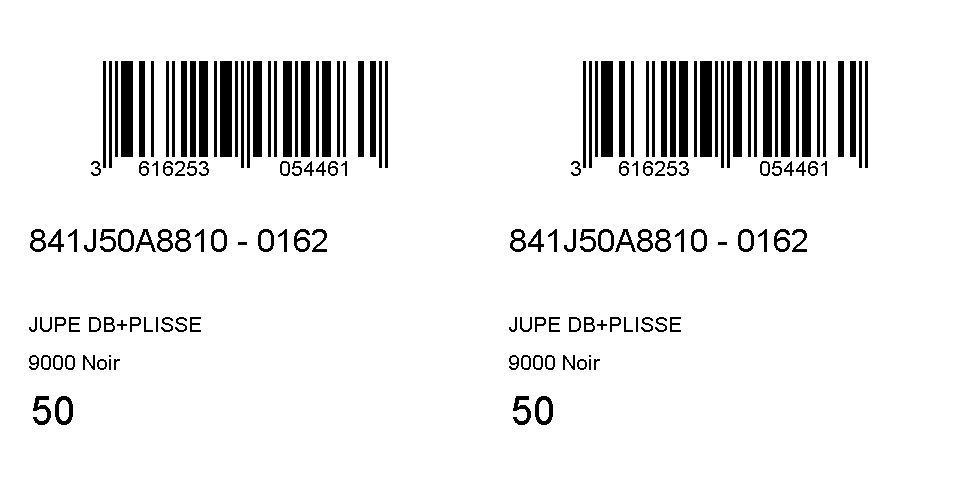 3 616253 054461
841J50A8810 - 0162
JUPE DB+PLISSE
9000 Noir
50
3 616253 054461
841J50A8810 - 0162
JUPE DB+PLISSE
9000 Noir
50